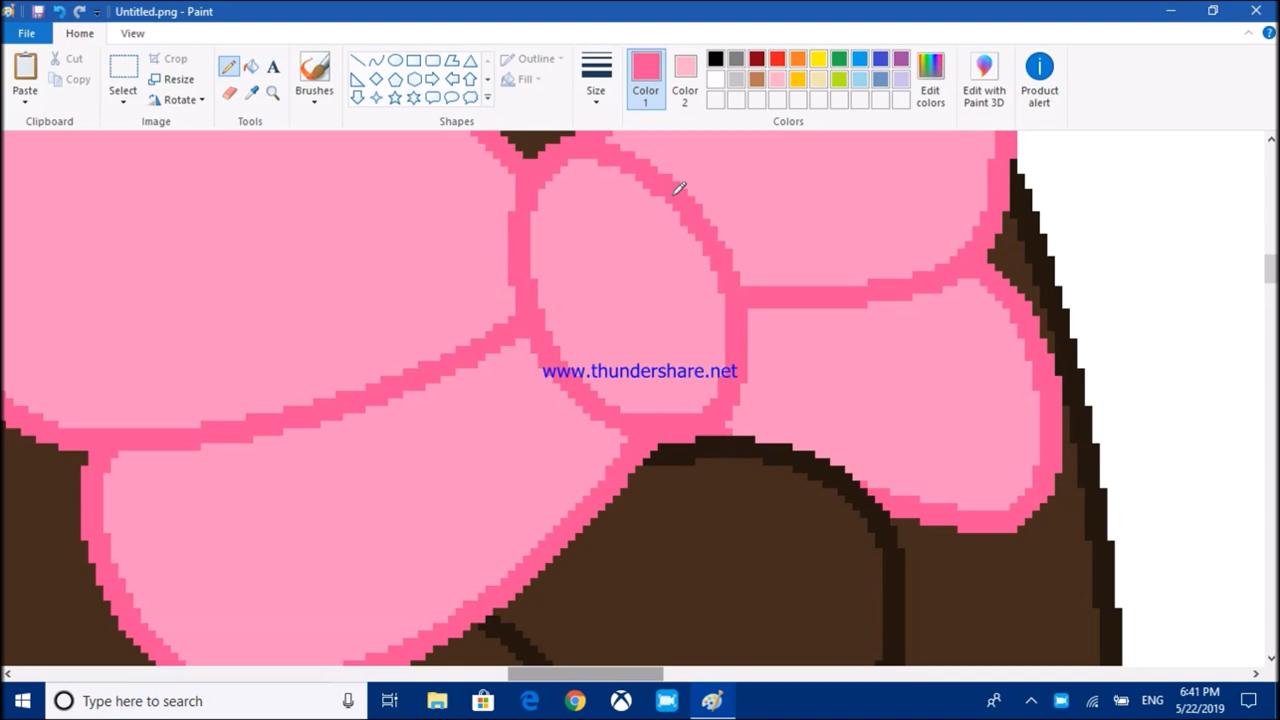 Untitled.png - Paint
File Home View
Paste
Cut
Copy
Clipboard
Select
Crop
Resize
Rotate
Image
A
Tools
Brushes
Outline
Fill
Shapes
Size
Color 1
Color 2
Edit colors
Colors
Edit with Paint 3D
Product alert
www.thundershare.net
Type here to search
ENG
6:41 PM
5/22/2019